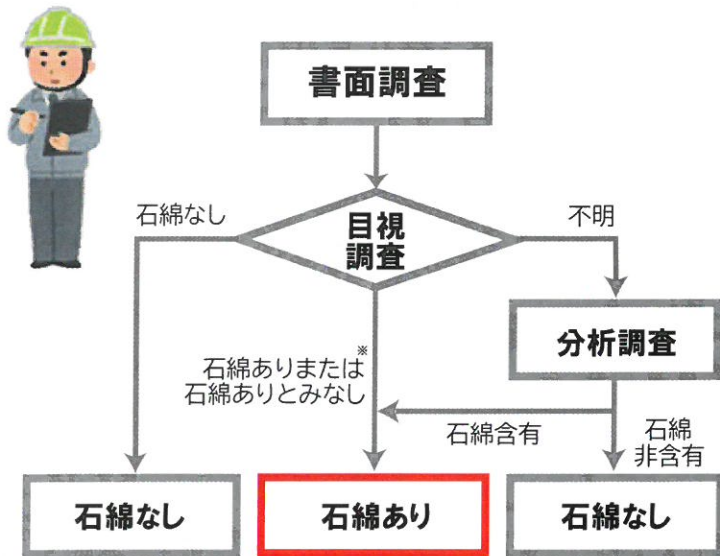 書面調査
石綿なし
目視
調査
不明
分析調査
※
石綿ありまたは
石綿ありとみなし
石綿含有
石綿
非含有
石綿なし
石綿あり
石綿なし